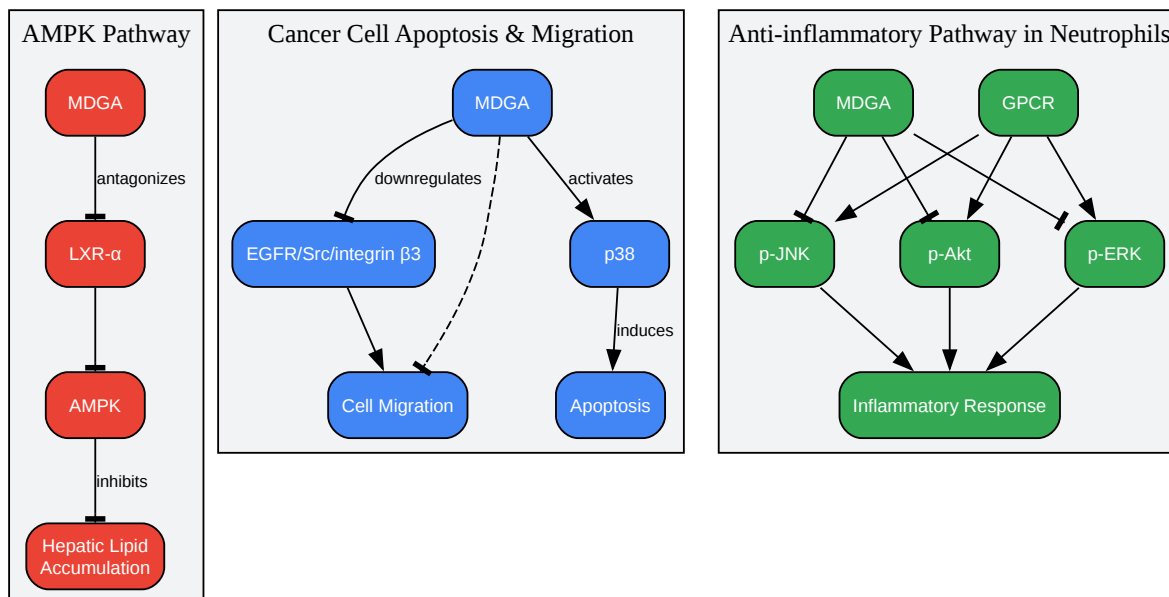 AMPK Pathway
MDGA
antagonizes
LXR-α
AMPK
inhibits
Hepatic Lipid
Accumulation
Cancer Cell Apoptosis & Migration
MDGA
downregulates
activates
EGFR/Src/integrin β3
p38
induces
Cell Migration
Apoptosis
Anti-inflammatory Pathway in Neutrophils
MDGA
GPCR
p-JNK
p-Akt
p-ERK
Inflammatory Response